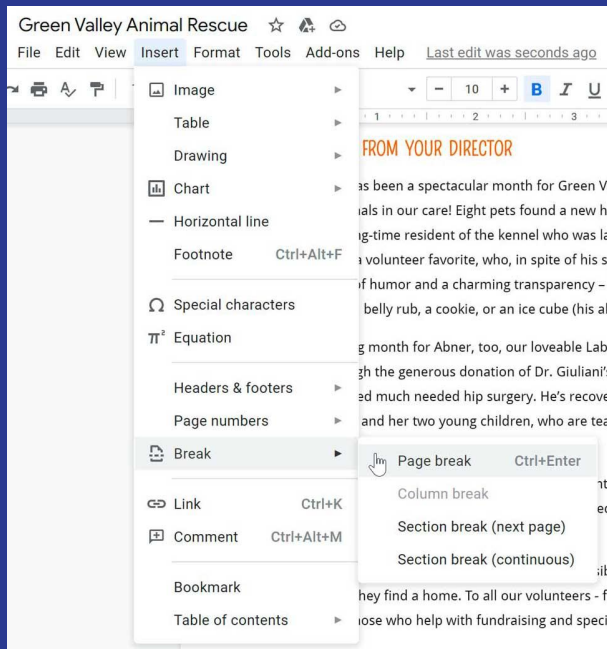 Green Valley Animal Rescue
File Edit View Insert Format Tools Add-ons Help Last edit was seconds ago
10 B I U
1 2 3
Image
Table
Drawing
Chart
Horizontal line
Footnote Ctrl+Alt+F
Special characters
Equation
Headers & footers
Page numbers
Break
Link Ctrl+K
Comment Ctrl+Alt+M
Bookmark
Table of contents
Page break Ctrl+Enter
Column break
Section break (next page)
Section break (continuous)
FROM YOUR DIRECTOR
as been a spectacular month for Green V
als in our care! Eight pets found a new h
g-time resident of the kennel who was la
a volunteer favorite, who, in spite of his s
of humor and a charming transparency –
belly rub, a cookie, or an ice cube (his al
g month for Abner, too, our loveable Lab
gh the generous donation of Dr. Giuliani's
ed much needed hip surgery. He's recove
and her two young children, who are tea
hey find a home. To all our volunteers - f
hose who help with fundraising and speci